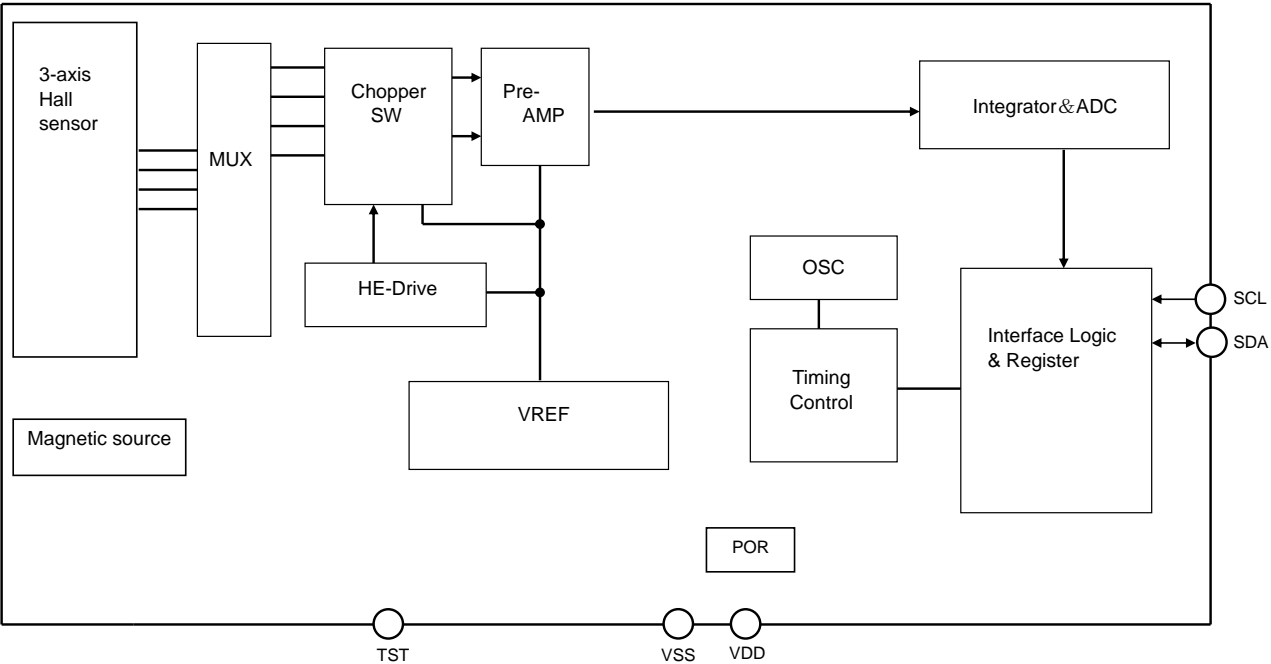 3-axis
Hall
sensor
MUX
Chopper
SW
Pre-
AMP
Integrator&ADC
HE-Drive
OSC
VREF
Timing
Control
Interface Logic
& Register
SCL
SDA
Magnetic source
POR
TST
VSS
VDD